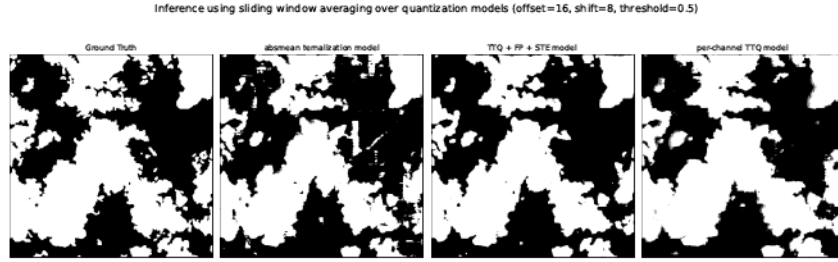 Inference using sliding window averaging over quantization models (offset=16, shift=8, threshold=0.5)
Ground Truth
absmean ternalization model
TTQ + FP + STE model
per-channel TTQ model